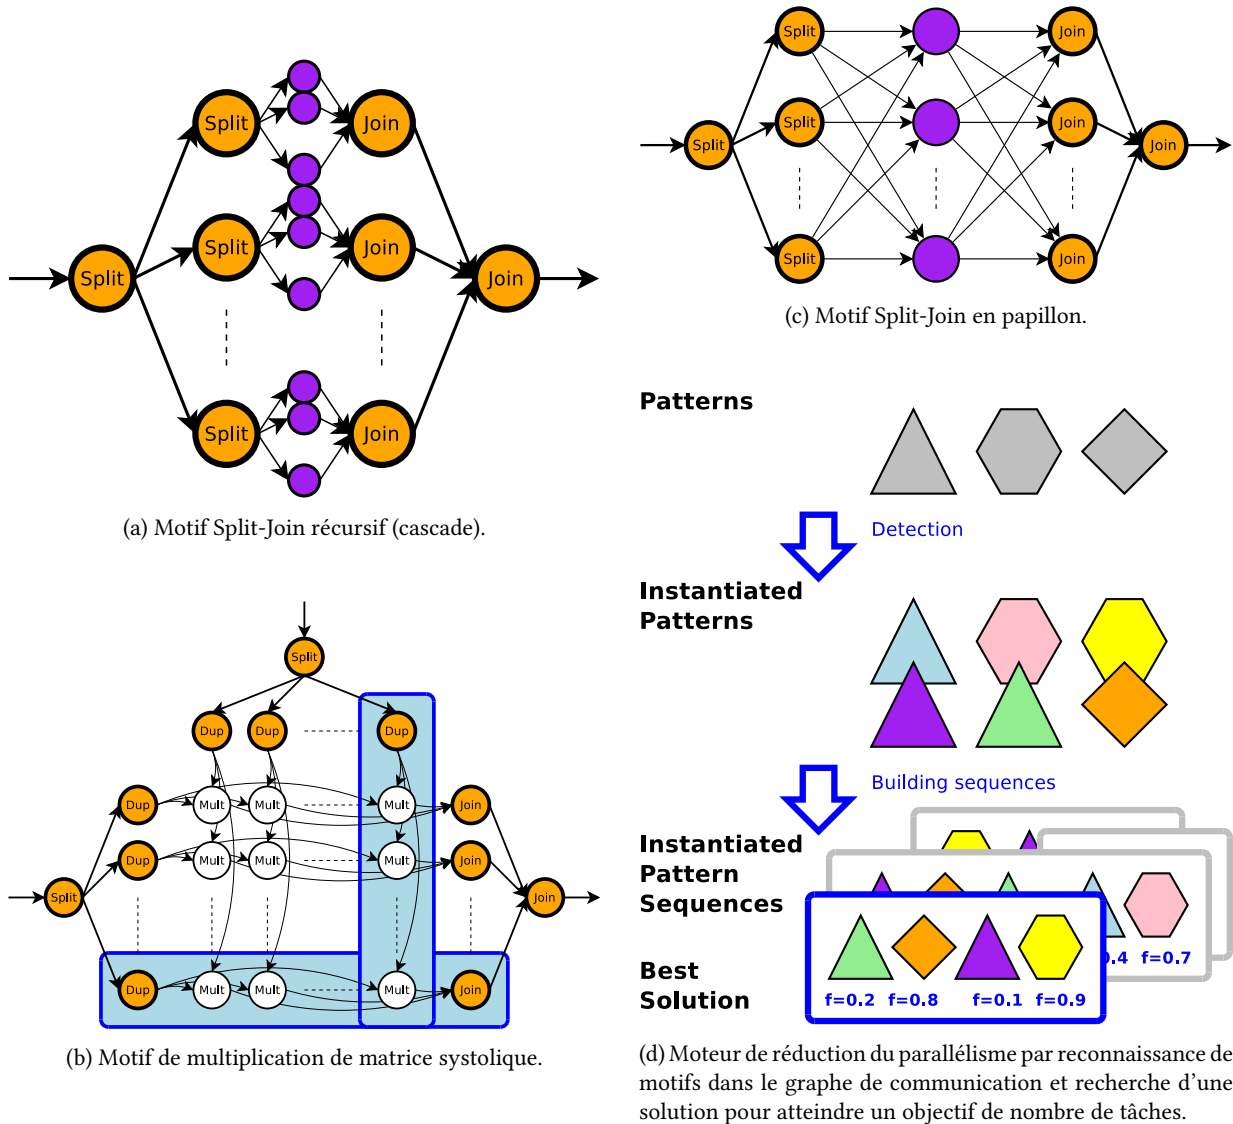 Split
Split
Split
Split
Join
Join
Join
Join
(a) Motif Split-Join récursif (cascade).
Split
Dup
Dup
Dup
Dup
Mult
Mult
Mult
Join
Dup
Mult
Mult
Mult
Join
Split
Join
Dup
Mult
Mult
Mult
Join
(b) Motif de multiplication de matrice systolique.
Split
Join
Split
Join
Split
Join
Split
Join
(c) Motif Split-Join en papillon.
Patterns
Detection
Instantiated
Patterns
Building sequences
Instantiated
Pattern
Sequences
Best
Solution
f=0.2 f=0.8 f=0.1 f=0.9
.4 f=0.7
(d) Moteur de réduction du parallélisme par reconnaissance de
motifs dans le graphe de communication et recherche d'une
solution pour atteindre un objectif de nombre de tâches.